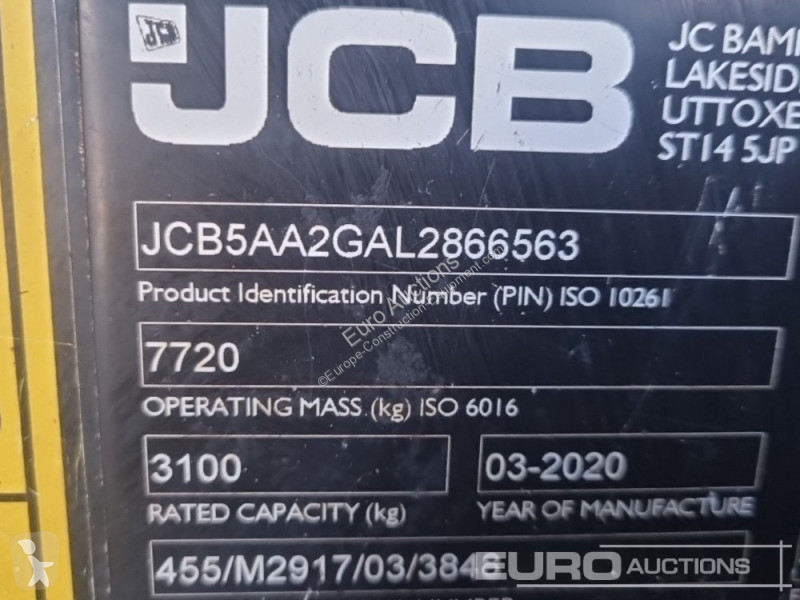 JCB
JC BAM
LAKESID
UTTOXE
ST14 5JP
JCB5AA2GAL2866563
Product Identification Number (PIN) ISO 10261
7720
OPERATING MASS (kg) ISO 6016
3100
03-2020
RATED CAPACITY (kg)
YEAR OF MANUFACTURE
455/M2917/03/384
Euro Auctions
©Europe-Construction-Equipment.com
EURO AUCTIONS